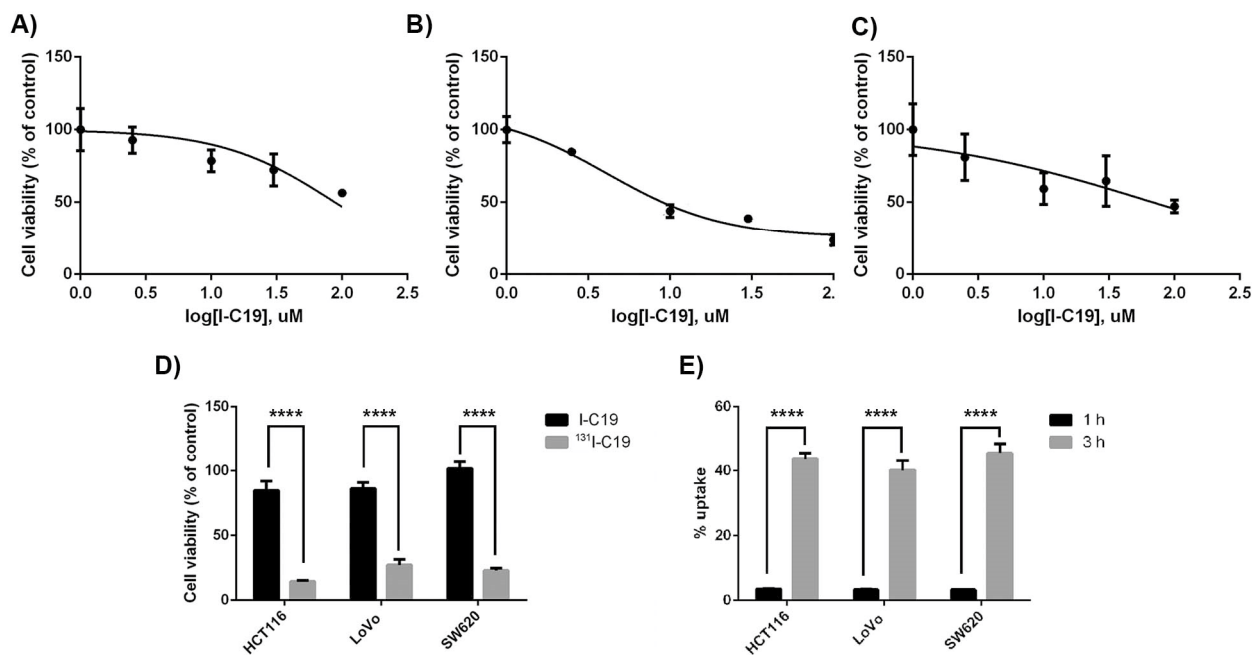 A)
Cell viability (% of control)
150
100
50
0
0.0 0.5 1.0 1.5 2.0 2.5
log[I-C19], uM
B)
Cell viability (% of control)
150
100
50
0
0.0 0.5 1.0 1.5 2.
log[I-C19], uM
C)
Cell viability (% of control)
150
100
50
0
0.0 0.5 1.0 1.5 2.0 2.5
log[I-C19], uM
D)
Cell viability (% of control)
150
100
50
0
**** **** ****
HCT116 LoVo SW620
I-C19
¹³¹I-C19
E)
% uptake
60
40
20
0
**** **** ****
HCT116 LoVo SW620
1 h
3 h